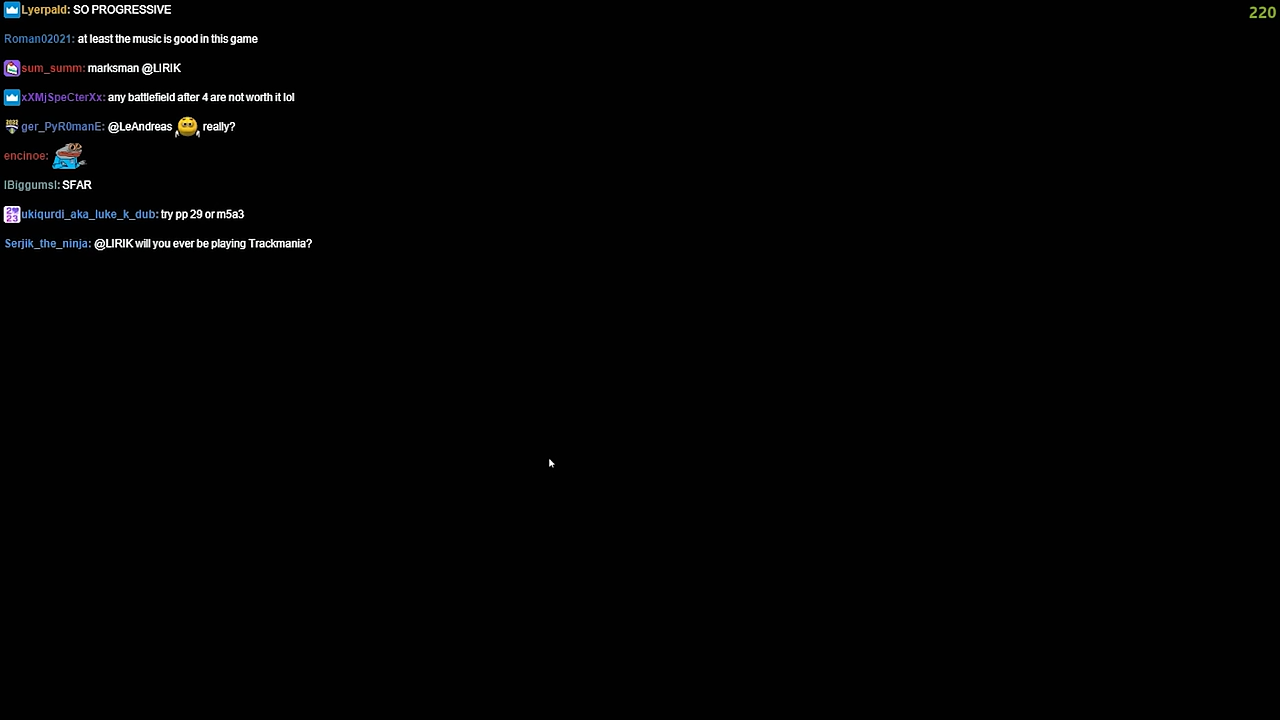 Lyerpald: SO PROGRESSIVE
220
Roman02021: at least the music is good in this game
sum_summ: marksman @LIRIK
xXMjSpeCterXx: any battlefield after 4 are not worth it lol
ger_PyR0manE: @LeAndreas really?
encinoe:
IBiggumsI: SFAR
ukiqurdi_aka_luke_k_dub: try pp 29 or m5a3
Serjik_the_ninja: @LIRIK will you ever be playing Trackmania?